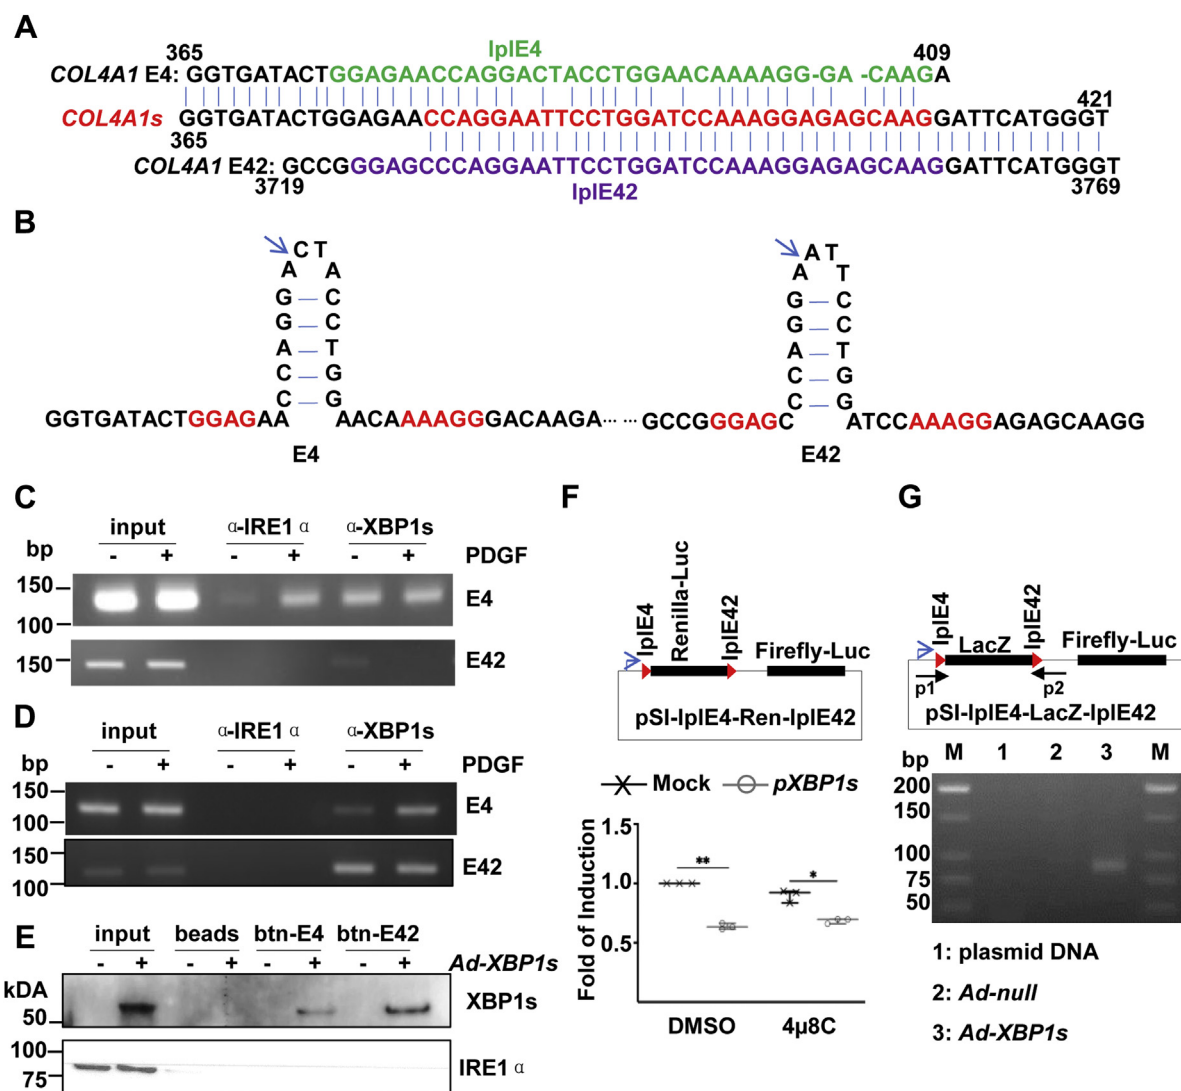 A
365 IpIE4 409
COL4A1 E4: GGTGATACTGGAGAACCAGGACTACCTGGAACAAAAGG-GA -CAAGA
COL4A1s GGTGATACTGGAGAACCAGGAATTCCTGGATCCAAAGGAGAGCAAGGATTCATGGGT 421
365
COL4A1 E42: GCCGGGAGCCCAGGAATTCCTGGATCCAAAGGAGAGCAAGGATTCATGGGT
3719 IpIE42 3769
B
A C T A
G C
G C
A T
C G
C G
GGTGATACTGGAGAA AACAAAAGGGACAAGA... ...GCCGGGAGC ATCCAAAGGAGAGCAAGG
A A T T
G C
G C
A T
C G
C G
E4 E42
C
input α-IRE1 α α-XBP1s
bp - + - + - + PDGF
150 E4
100
150 E42
D
input α-IRE1 α α-XBP1s
bp - + - + - + PDGF
150 E4
100
150 E42
100
E
input beads btn-E4 btn-E42
- + - + - + - + Ad-XBP1s
kDA
50 XBP1s
100
75 IRE1 α
F
IpIE4
Renilla-Luc
IpIE42
Firefly-Luc
pSI-IpIE4-Ren-IpIE42
Mock pXBP1s
Fold of Induction
1.5
1.0
0.5
** *
DMSO 4µ8C
G
IpIE4
LacZ
IpIE42
Firefly-Luc
p1 p2
pSI-IpIE4-LacZ-IpIE42
bp M 1 2 3 M
200
150
100
75
50
1: plasmid DNA
2: Ad-null
3: Ad-XBP1s